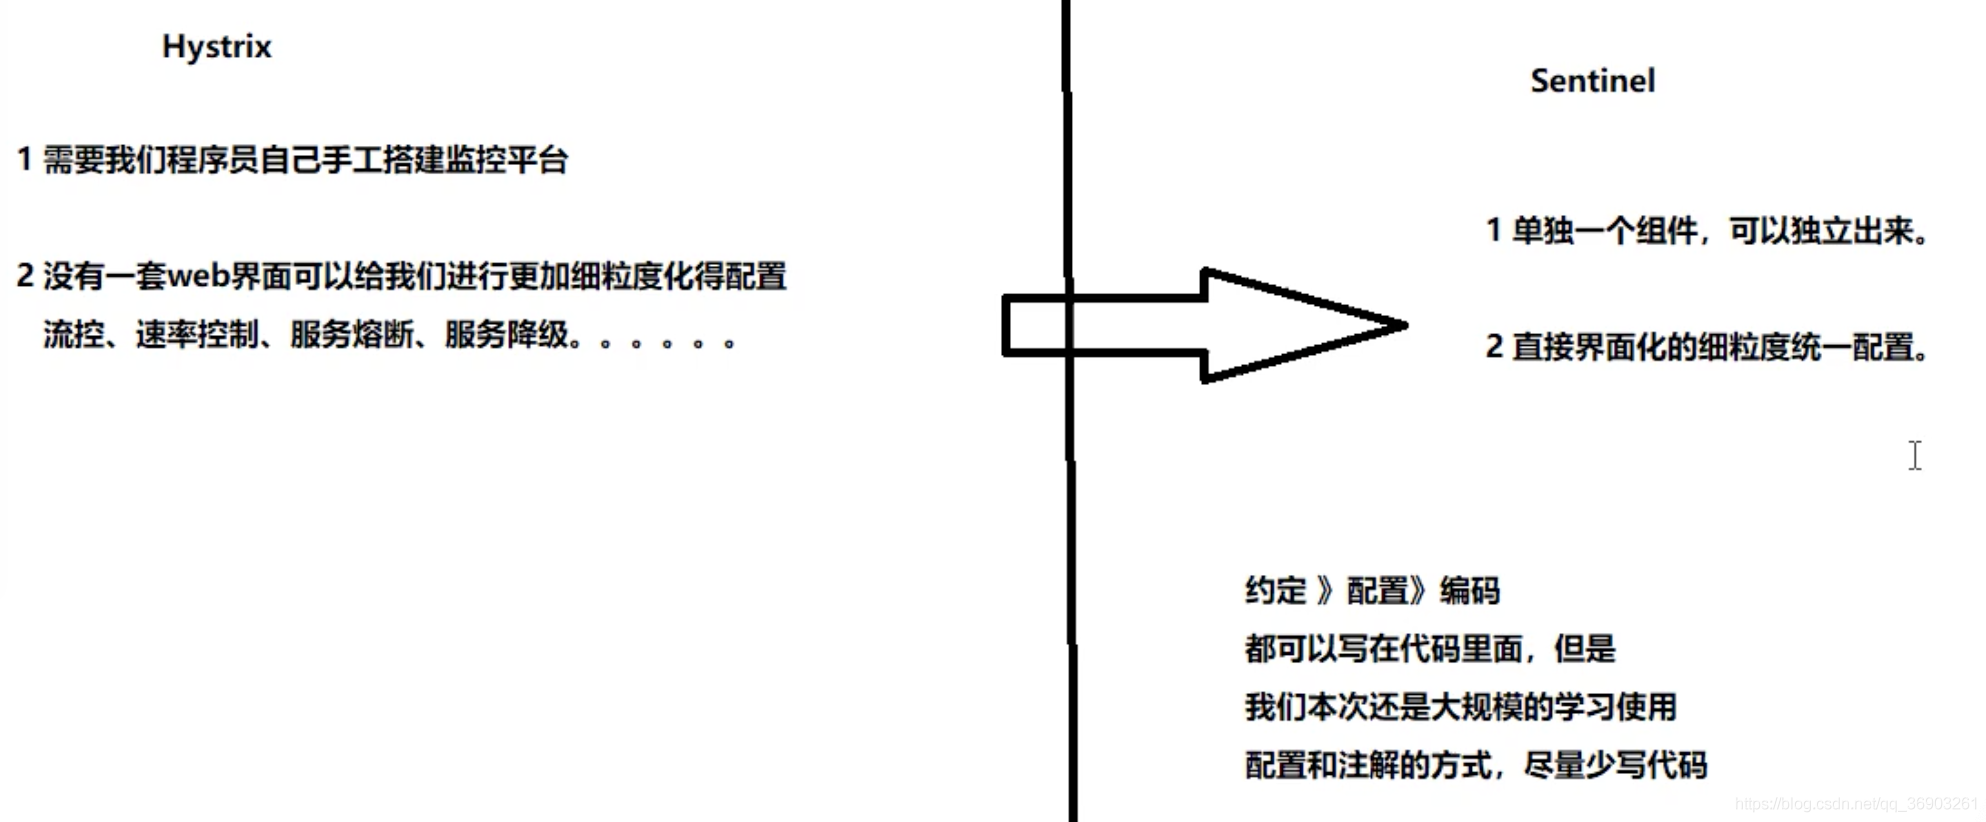 Hystrix
1 需要我们程序员自己手工搭建监控平台
2 没有一套web界面可以给我们进行更加细粒度化得配置
流控、速率控制、服务熔断、服务降级。。。。。。
Sentinel
1 单独一个组件，可以独立出来。
2 直接界面化的细粒度统一配置。
约定 》配置》编码
都可以写在代码里面，但是
我们本次还是大规模的学习使用
配置和注解的方式，尽量少写代码
https://blog.csdn.net/qq_36903261